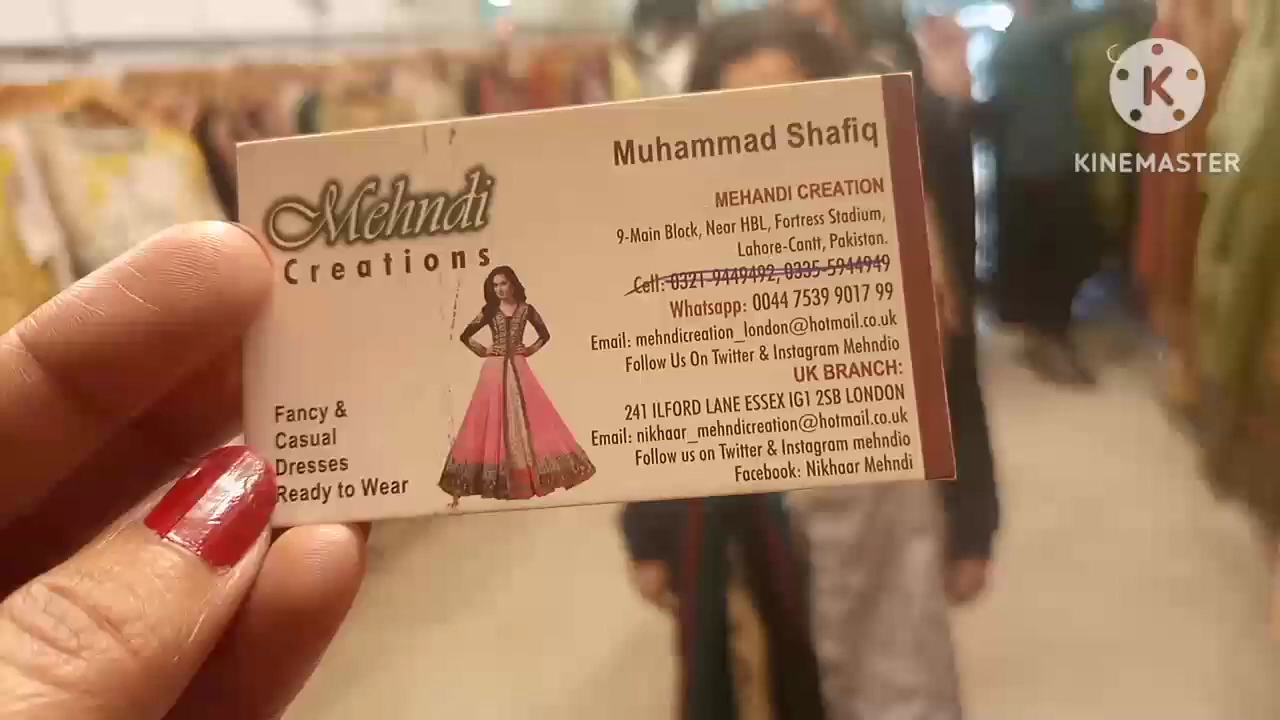 Mehndi
Creations
Fancy &
Casual
Dresses
Ready to Wear
Muhammad Shafiq
MEHANDI CREATION
9-Main Block, Near HBL, Fortress Stadium,
Lahore-Cantt, Pakistan.
Cell: 0321-9449492, 0335-5944949
Whatsapp: 0044 7539 9017 99
Email: mehndicreation_london@hotmail.co.uk
Follow Us On Twitter & Instagram Mehndio
UK BRANCH:
241 ILFORD LANE ESSEX IG1 2SB LONDON
Email: nikhaar_mehndicreation@hotmail.co.uk
Follow us on Twitter & Instagram mehndio
Facebook: Nikhaar Mehndi
K
KINEMASTER